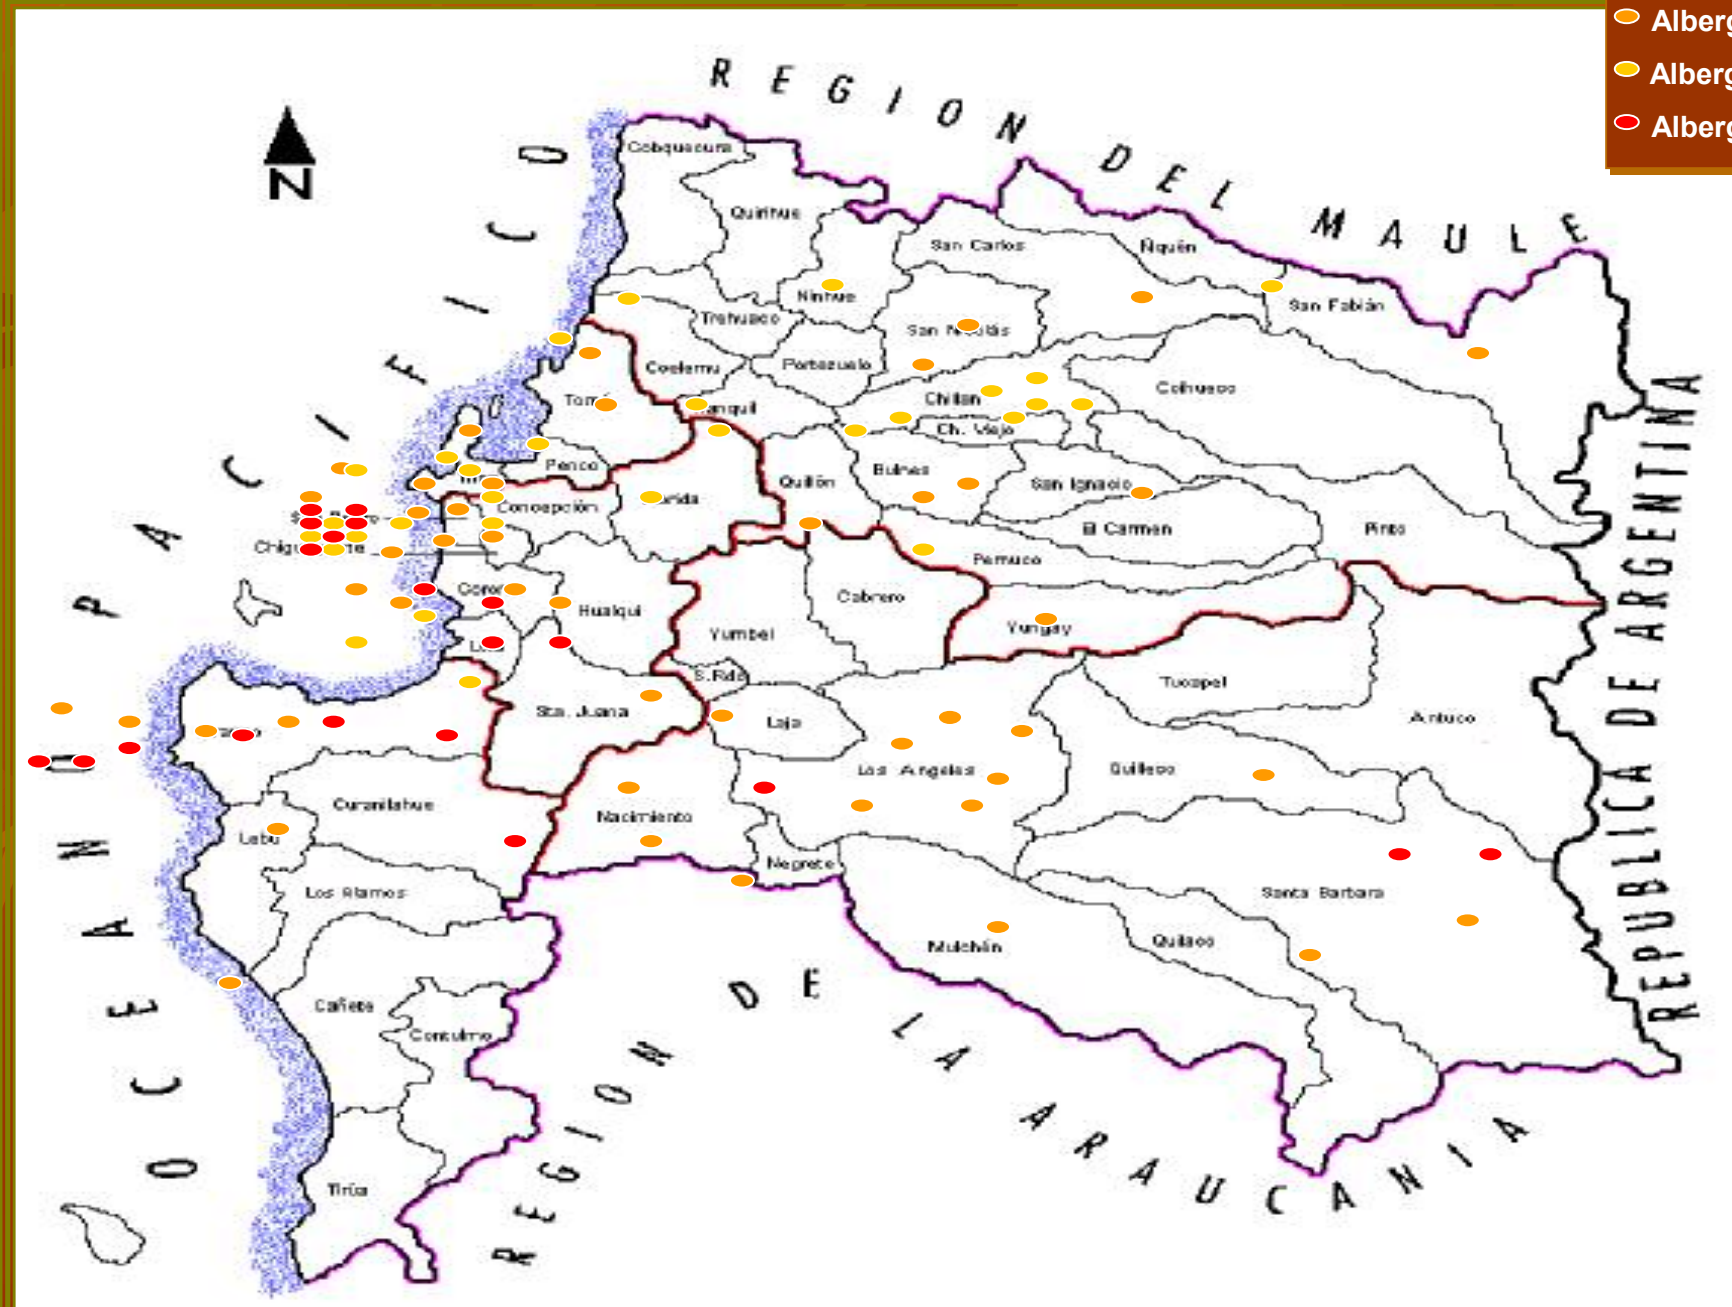 Alberg
Alberg
Alberg
REGION DEL MAULE
OCEANO PACIFICO
N
REPUBLICA DE ARGENTINA
REGION DE LA ARAUCANIA
Cobquecura
Quirihue
San Carlos
Ñiquén
Ninhue
San Fabián
Trehuaco
San Nicolás
Coelemu
Portezuelo
Coihueco
Chillan
Ch. Viejo
Penco
Bulnes
Quillón
San Ignacio
Concepción
El Carmen
Pinto
Pemuco
Cabrero
Hualqui
Yumbel
Yungay
S.Rdo
Tucapel
Sta. Juana
Laja
Antuco
Los Angeles
Quilleco
Curanilahue
Nacimiento
Lebu
Negrete
Los Alamos
Santa Barbara
Mulchén
Quilaco
Cañete
Contulmo
Tirúa